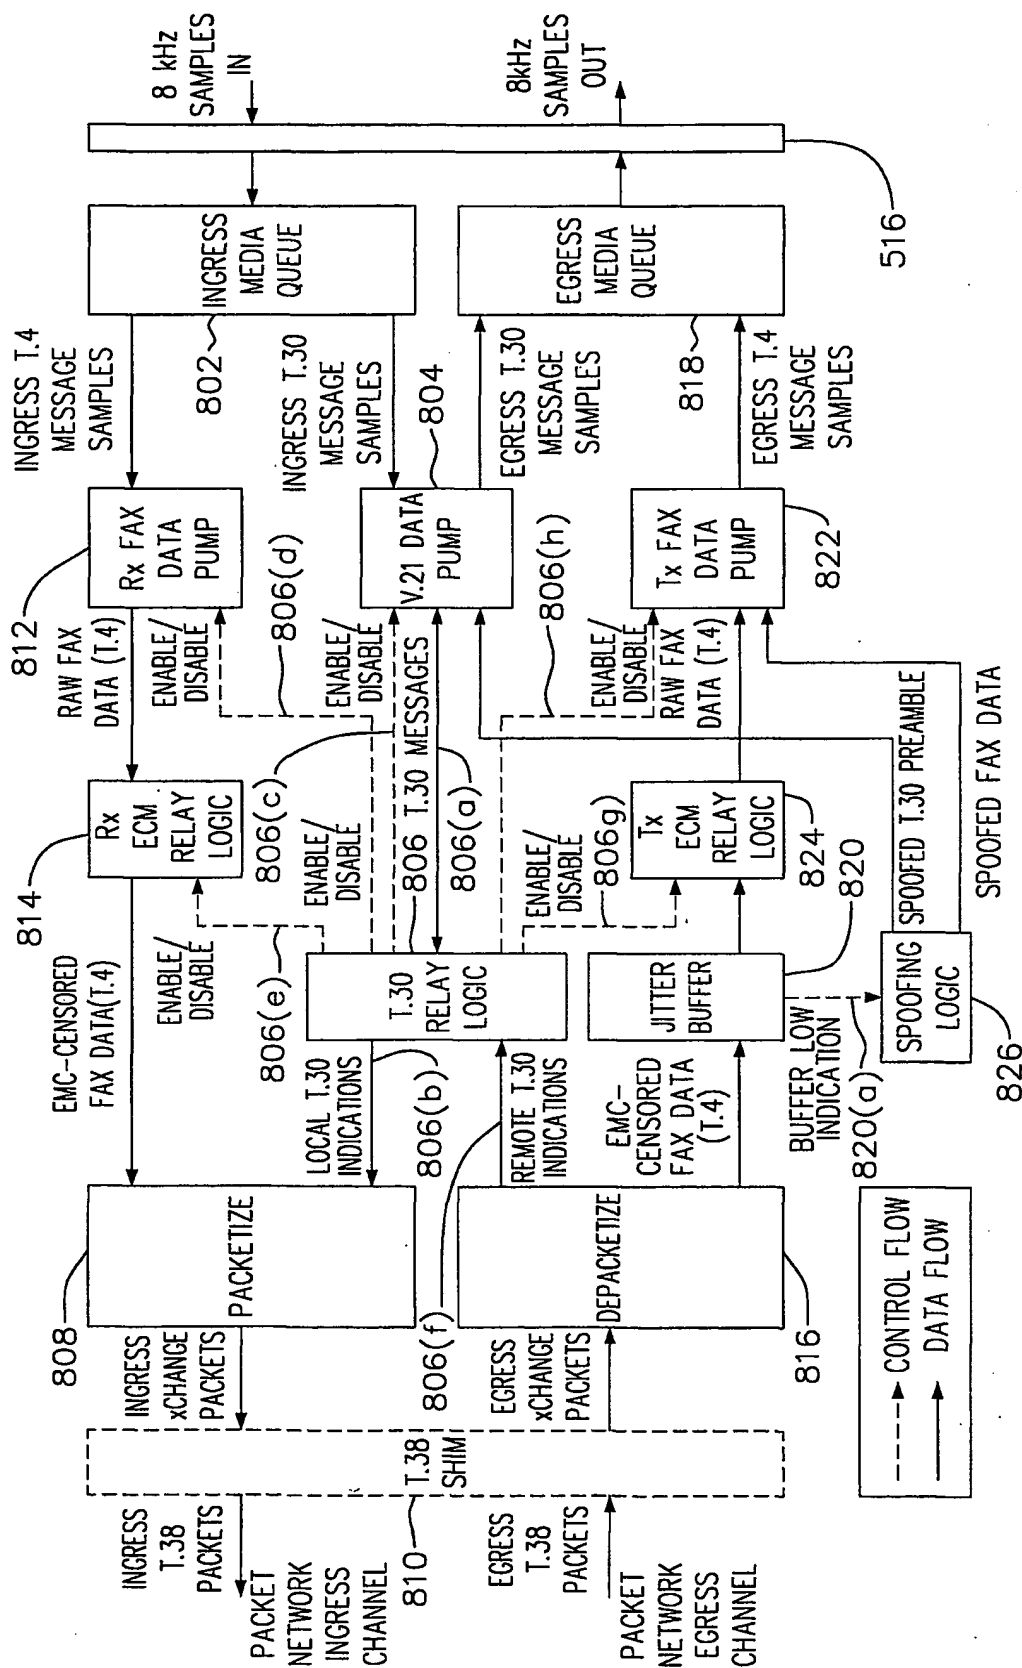 8 kHz
SAMPLES
IN
8kHz
SAMPLES
OUT
516
INGRESS
MEDIA
QUEUE
802
EGRESS
MEDIA
QUEUE
818
INGRESS T.4
MESSAGE
SAMPLES
INGRESS T.30
MESSAGE
SAMPLES
EGRESS T.30
MESSAGE
SAMPLES
EGRESS T.4
MESSAGE
SAMPLES
812
Rx FAX
DATA
PUMP
804
V.21 DATA
PUMP
822
Tx FAX
DATA
PUMP
RAW FAX
DATA (T.4)
ENABLE/
DISABLE
806(d)
ENABLE/
DISABLE
806(h)
ENABLE/
DISABLE
RAW FAX
DATA (T.4)
814
Rx
ECM
RELAY
LOGIC
806(c)
T.30 MESSAGES
806(a)
806
ENABLE/
DISABLE
806g)
ENABLE/
DISABLE
Tx
ECM
RELAY
LOGIC
824
820
SPOOFED T.30 PREAMBLE
SPOOFED FAX DATA
EMC-CENSORED
FAX DATA(T.4)
ENABLE/
DISABLE
806(e)
T.30
RELAY
LOGIC
JITTER
BUFFER
SPOOFING
LOGIC
826
LOCAL T.30
INDICATIONS
806(b)
REMOTE T.30
INDICATIONS
806(f)
EMC-
CENSORED
FAX DATA
(T.4)
BUFFER LOW
INDICATION
820(a)
808
PACKETIZE
DEPACKETIZE
816
INGRESS
xCHANGE
PACKETS
EGRESS
xCHANGE
PACKETS
T.38
SHIM
810
INGRESS
T.38
PACKETS
EGRESS
T.38
PACKETS
PACKET
NETWORK
INGRESS
CHANNEL
PACKET
NETWORK
EGRESS
CHANNEL
CONTROL FLOW
DATA FLOW